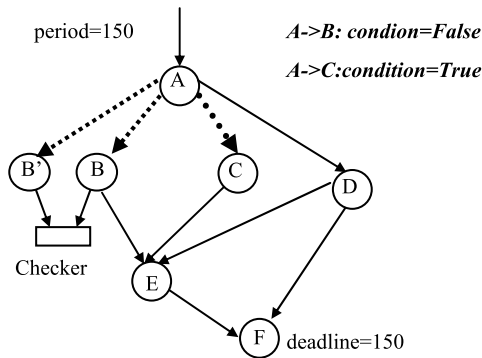 period=150
A->B: condion=False
A->C:condition=True
A
B'
B
C
D
Checker
E
F
deadline=150